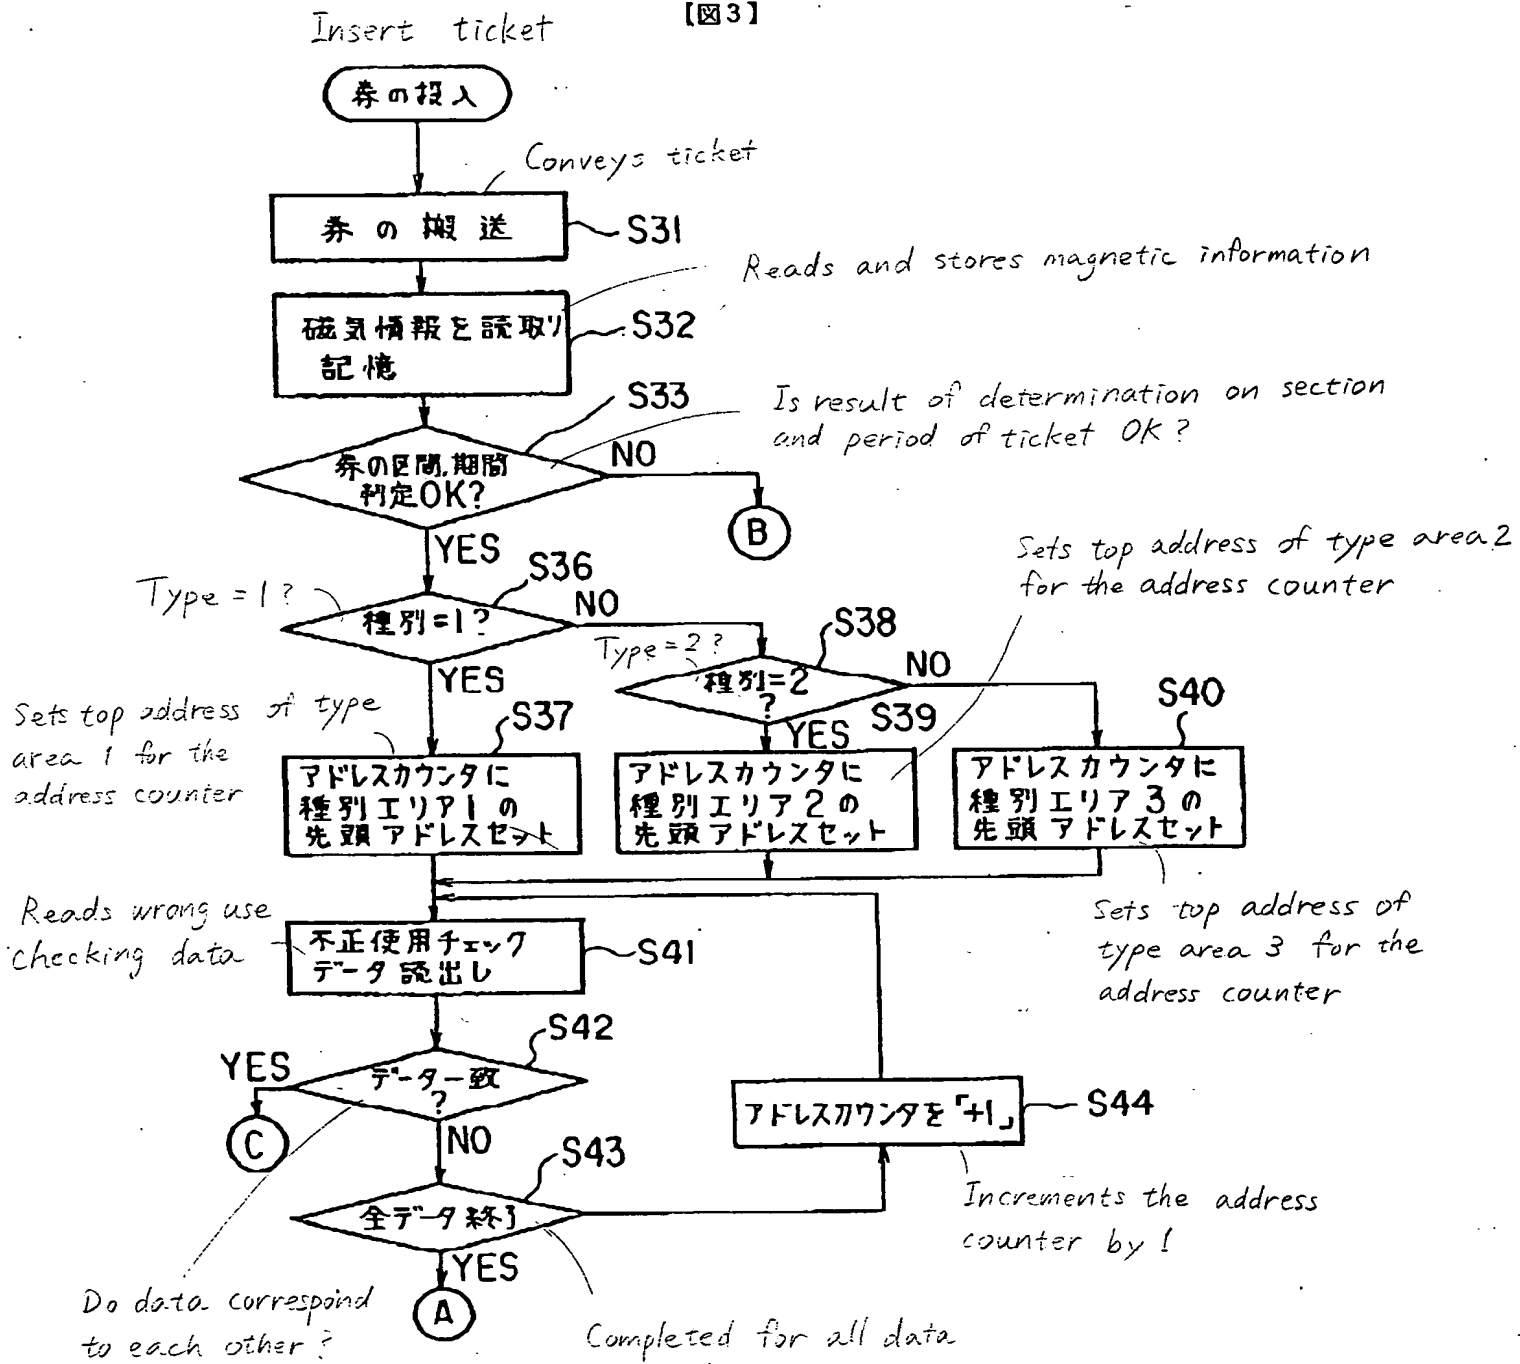 【図3】
Insert ticket
券の投入
Conveys ticket
券の搬送
S31
Reads and stores magnetic information
磁気情報を読取り
記憶
S32
S33
Is result of determination on section
and period of ticket OK?
券の区間,期間
判定OK?
NO
B
YES
S36
Type=1?
種別=1?
NO
Sets top address of type area2
for the address counter
Type=2?
S38
種別=2
?
NO
YES
Sets top address of type
area 1 for the
address counter
S37
アドレスカウンタに
種別エリア1の
先頭アドレスセット
YES
S39
アドレスカウンタに
種別エリア2の
先頭アドレスセット
S40
アドレスカウンタに
種別エリア3の
先頭アドレスセット
Sets top address of
type area 3 for the
address counter
Reads wrong use
checking data
不正使用チェック
データ読出し
S41
S42
データ一致
?
YES
C
NO
S43
全データ終了
YES
A
アドレスカウンタを「+1」
S44
Increments the address
counter by 1
Do data correspond
to each other?
Completed for all data